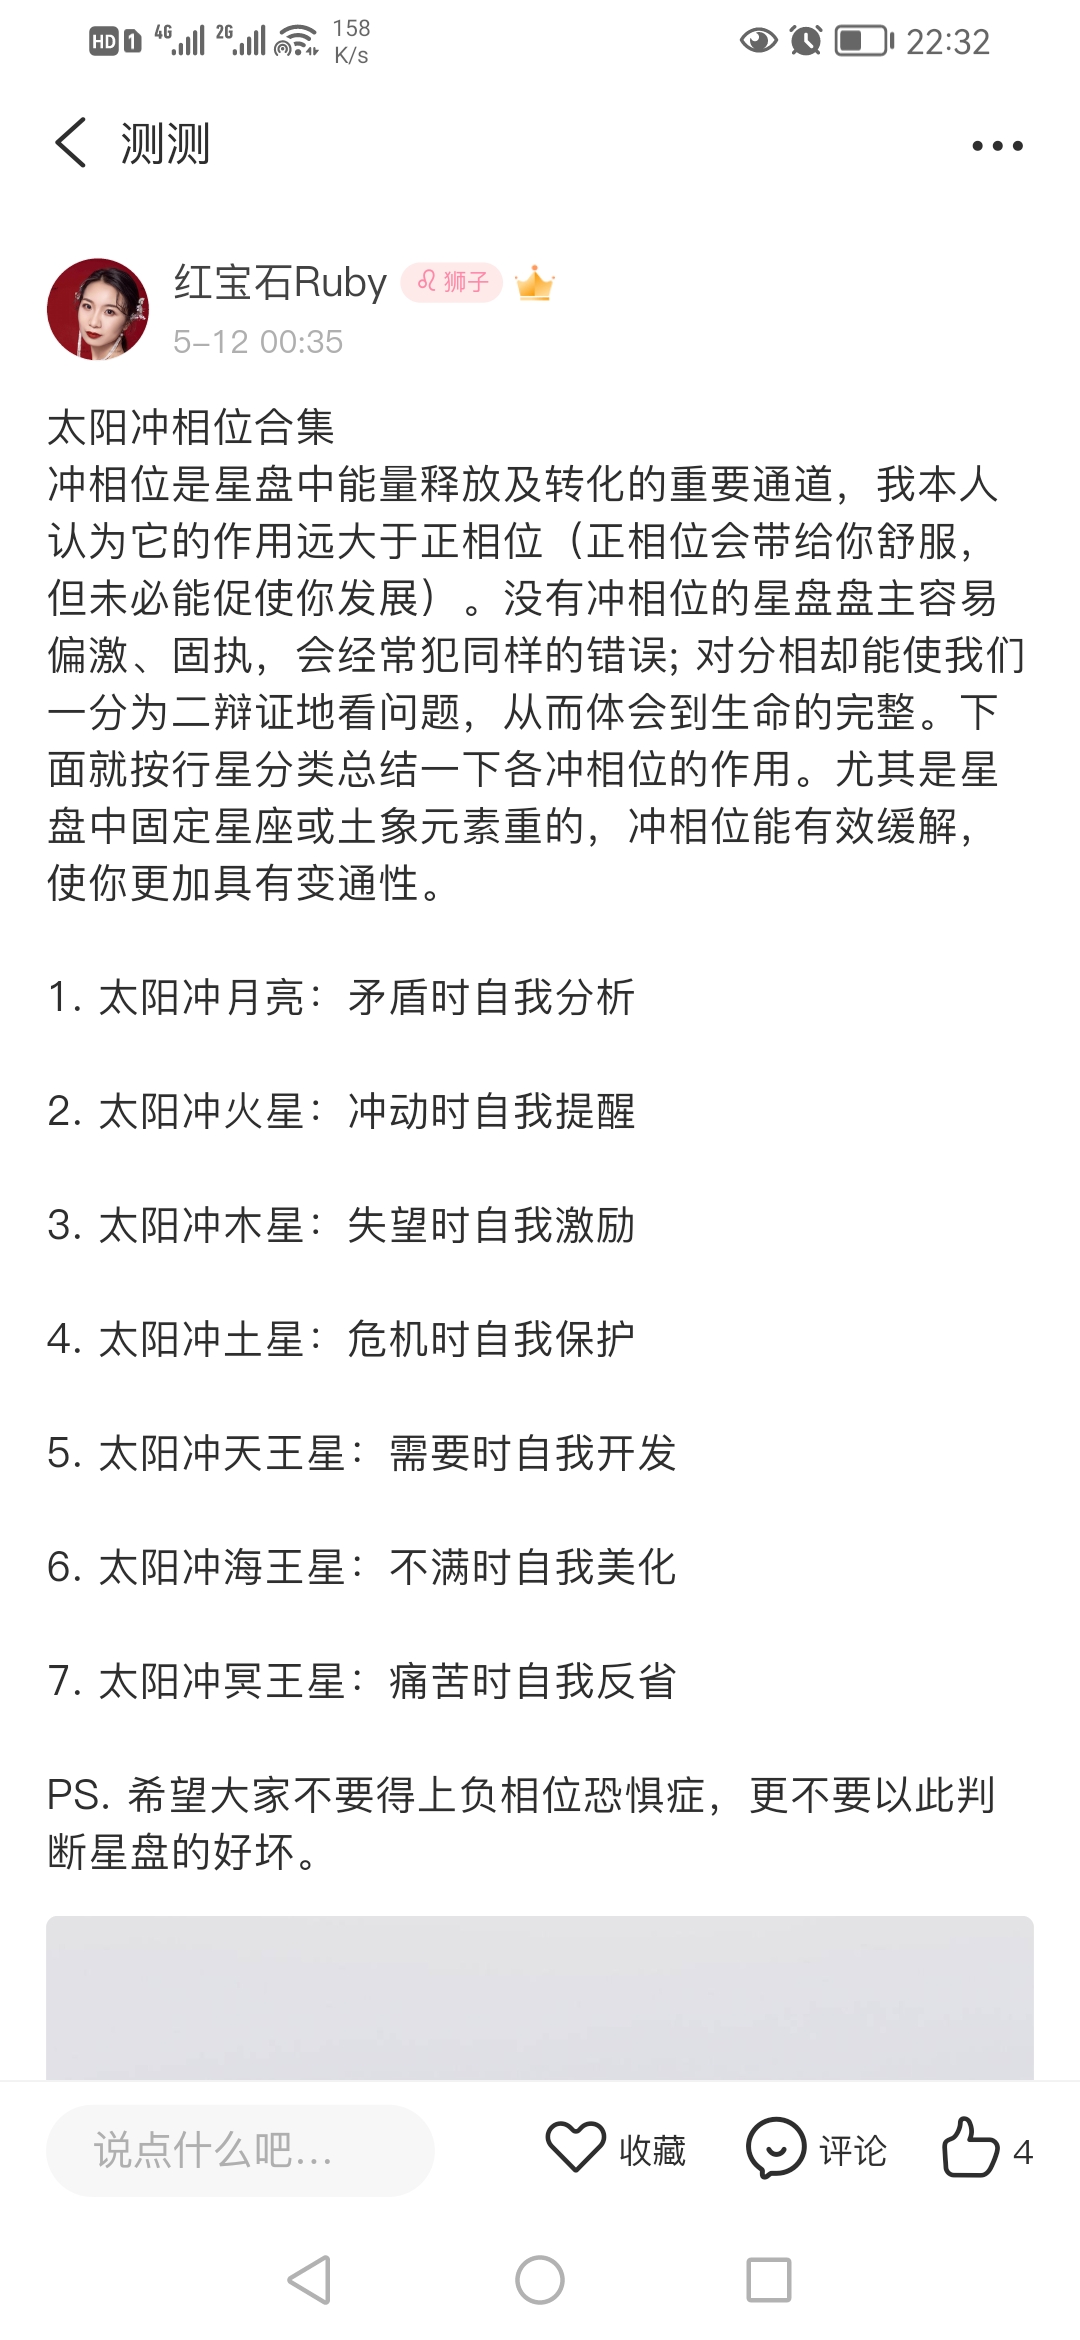 HD 1 4G 2G 158 K/s 22:32
测测
红宝石Ruby 狮子
5-12 00:35
太阳冲相位合集
冲相位是星盘中能量释放及转化的重要通道，我本人
认为它的作用远大于正相位（正相位会带给你舒服，
但未必能促使你发展）。没有冲相位的星盘盘主容易
偏激、固执，会经常犯同样的错误; 对分相却能使我们
一分为二辩证地看问题，从而体会到生命的完整。下
面就按行星分类总结一下各冲相位的作用。尤其是星
盘中固定星座或土象元素重的，冲相位能有效缓解，
使你更加具有变通性。
1. 太阳冲月亮：矛盾时自我分析
2. 太阳冲火星：冲动时自我提醒
3. 太阳冲木星：失望时自我激励
4. 太阳冲土星：危机时自我保护
5. 太阳冲天王星：需要时自我开发
6. 太阳冲海王星：不满时自我美化
7. 太阳冲冥王星：痛苦时自我反省
PS. 希望大家不要得上负相位恐惧症，更不要以此判
断星盘的好坏。
说点什么吧... 收藏 评论 4